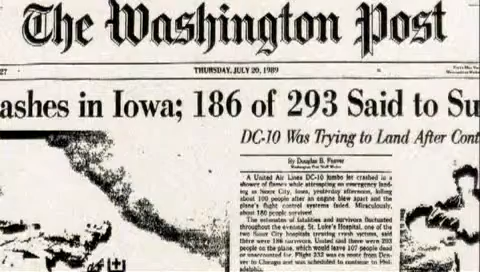 The Washington Post
27
THURSDAY, JULY 20, 1989
ashes in Iowa; 186 of 293 Said to Su
DC-10 Was Trying to Land After Cont
By Douglas B. Feaver
Washington Post Staff Writer
A United Air Lines DC-10 jumbo jet crashed in a
shower of flames while attempting an emergency land-
ing in Sioux City, Iowa, yesterday afternoon, killing
about 100 people after an engine blew apart and the
plane's flight control systems failed. Miraculously,
about 186 people survived.
The estimates of fatalities and survivors fluctuated
throughout the evening. St. Luke's Hospital, one of the
two Sioux City hospitals treating crash victims, said
there were 186 survivors. United said there were 293
people on the plane, which would leave 107 people dead
or unaccounted for. Flight 232 was en route from Den-
ver to Chicago and was scheduled to continue to Phil-
adelphia.